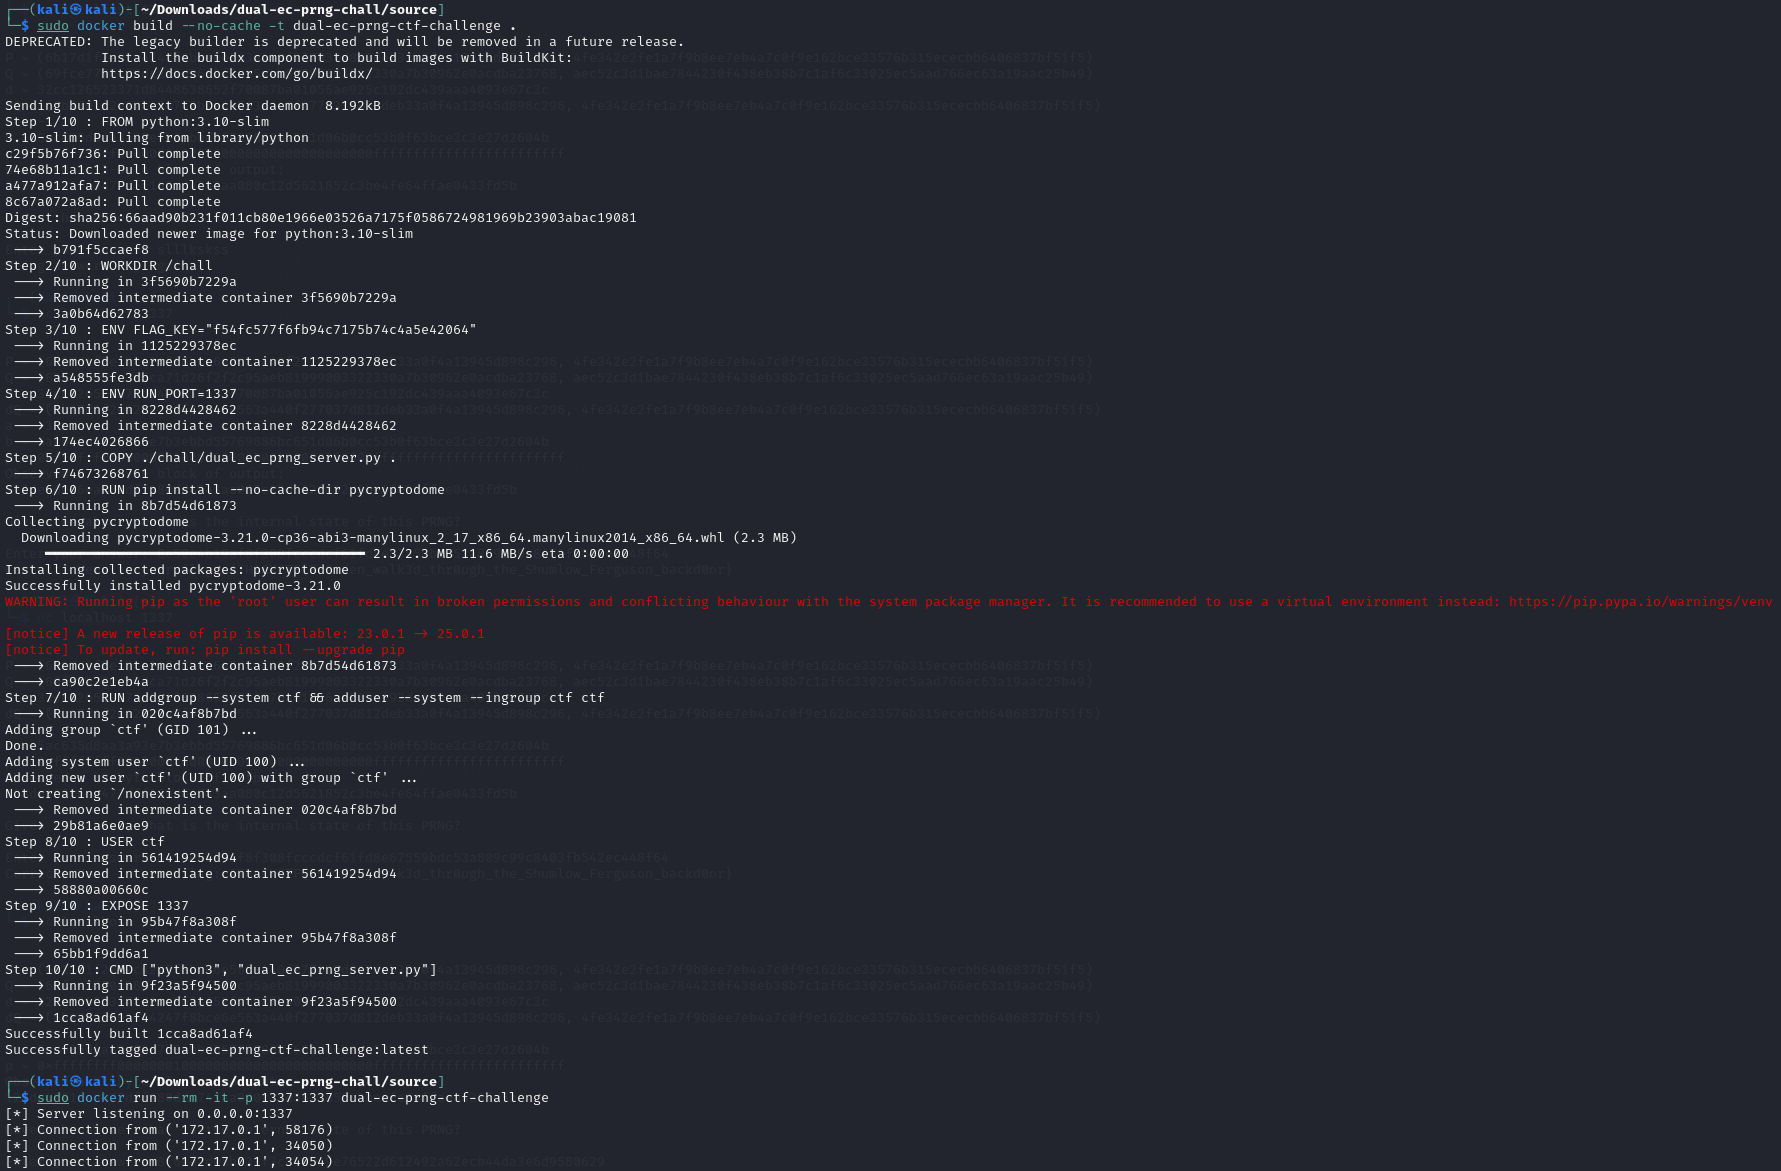 ┌──(kali㉿kali)-[~/Downloads/dual-ec-prng-chall/source]
└─$ sudo docker build --no-cache -t dual-ec-prng-ctf-challenge .
DEPRECATED: The legacy builder is deprecated and will be removed in a future release.
            Install the buildx component to build images with BuildKit:
            https://docs.docker.com/go/buildx/

Sending build context to Docker daemon  8.192kB
Step 1/10 : FROM python:3.10-slim
3.10-slim: Pulling from library/python
c29f5b76f736: Pull complete
74e68b11a1c1: Pull complete
a477a912afa7: Pull complete
8c67a072a8ad: Pull complete
Digest: sha256:66aad90b231f011cb80e1966e03526a7175f0586724981969b23903abac19081
Status: Downloaded newer image for python:3.10-slim
 ---> b791f5ccaef8
Step 2/10 : WORKDIR /chall
 ---> Running in 3f5690b7229a
 ---> Removed intermediate container 3f5690b7229a
 ---> 3a0b64d62783
Step 3/10 : ENV FLAG_KEY="f54fc577f6fb94c7175b74c4a5e42064"
 ---> Running in 1125229378ec
 ---> Removed intermediate container 1125229378ec
 ---> a548555fe3db
Step 4/10 : ENV RUN_PORT=1337
 ---> Running in 8228d4428462
 ---> Removed intermediate container 8228d4428462
 ---> 174ec4026866
Step 5/10 : COPY ./chall/dual_ec_prng_server.py .
 ---> f74673268761
Step 6/10 : RUN pip install --no-cache-dir pycryptodome
 ---> Running in 8b7d54d61873
Collecting pycryptodome
  Downloading pycryptodome-3.21.0-cp36-abi3-manylinux_2_17_x86_64.manylinux2014_x86_64.whl (2.3 MB)
     ━━━━━━━━━━━━━━━━━━━━━━━━━━━━━━━━━━━━━━━━ 2.3/2.3 MB 11.6 MB/s eta 0:00:00
Installing collected packages: pycryptodome
Successfully installed pycryptodome-3.21.0
WARNING: Running pip as the 'root' user can result in broken permissions and conflicting behaviour with the system package manager. It is recommended to use a virtual environment instead: https://pip.pypa.io/warnings/venv

[notice] A new release of pip is available: 23.0.1 -> 25.0.1
[notice] To update, run: pip install --upgrade pip
 ---> Removed intermediate container 8b7d54d61873
 ---> ca90c2e1eb4a
Step 7/10 : RUN addgroup --system ctf && adduser --system --ingroup ctf ctf
 ---> Running in 020c4af8b7bd
Adding group `ctf' (GID 101) ...
Done.
Adding system user `ctf' (UID 100) ...
Adding new user `ctf' (UID 100) with group `ctf' ...
Not creating `/nonexistent'.
 ---> Removed intermediate container 020c4af8b7bd
 ---> 29b81a6e0ae9
Step 8/10 : USER ctf
 ---> Running in 561419254d94
 ---> Removed intermediate container 561419254d94
 ---> 58880a00660c
Step 9/10 : EXPOSE 1337
 ---> Running in 95b47f8a308f
 ---> Removed intermediate container 95b47f8a308f
 ---> 65bb1f9dd6a1
Step 10/10 : CMD ["python3", "dual_ec_prng_server.py"]
 ---> Running in 9f23a5f94500
 ---> Removed intermediate container 9f23a5f94500
 ---> 1cca8ad61af4
Successfully built 1cca8ad61af4
Successfully tagged dual-ec-prng-ctf-challenge:latest

┌──(kali㉿kali)-[~/Downloads/dual-ec-prng-chall/source]
└─$ sudo docker run --rm -it -p 1337:1337 dual-ec-prng-ctf-challenge
[*] Server listening on 0.0.0.0:1337
[*] Connection from ('172.17.0.1', 58176)
[*] Connection from ('172.17.0.1', 34050)
[*] Connection from ('172.17.0.1', 34054)